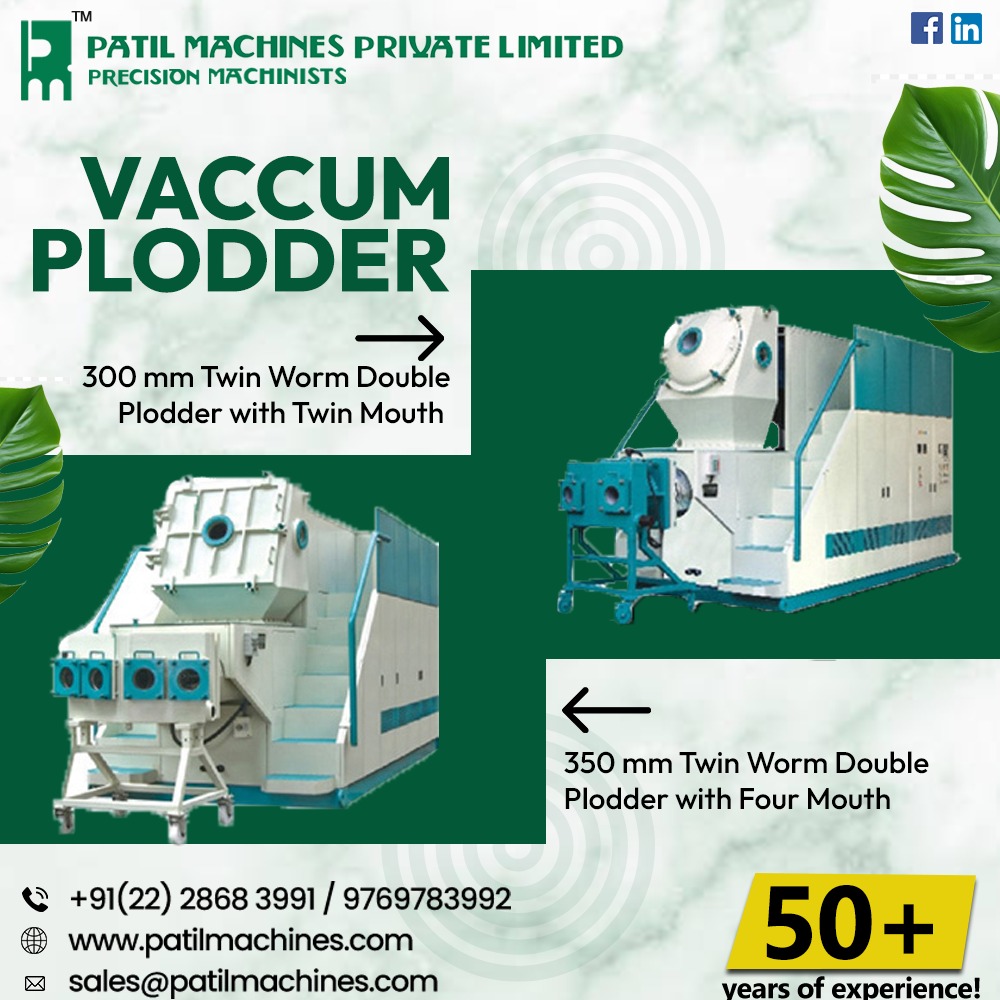 TM
PATIL MACHINES PRIVATE LIMITED
PRECISION MACHINISTS
VACCUM
PLODDER
300 mm Twin Worm Double
Plodder with Twin Mouth
350 mm Twin Worm Double
Plodder with Four Mouth
+91(22) 2868 3991 / 9769783992
www.patilmachines.com
sales@patilmachines.com
50+
years of experience!